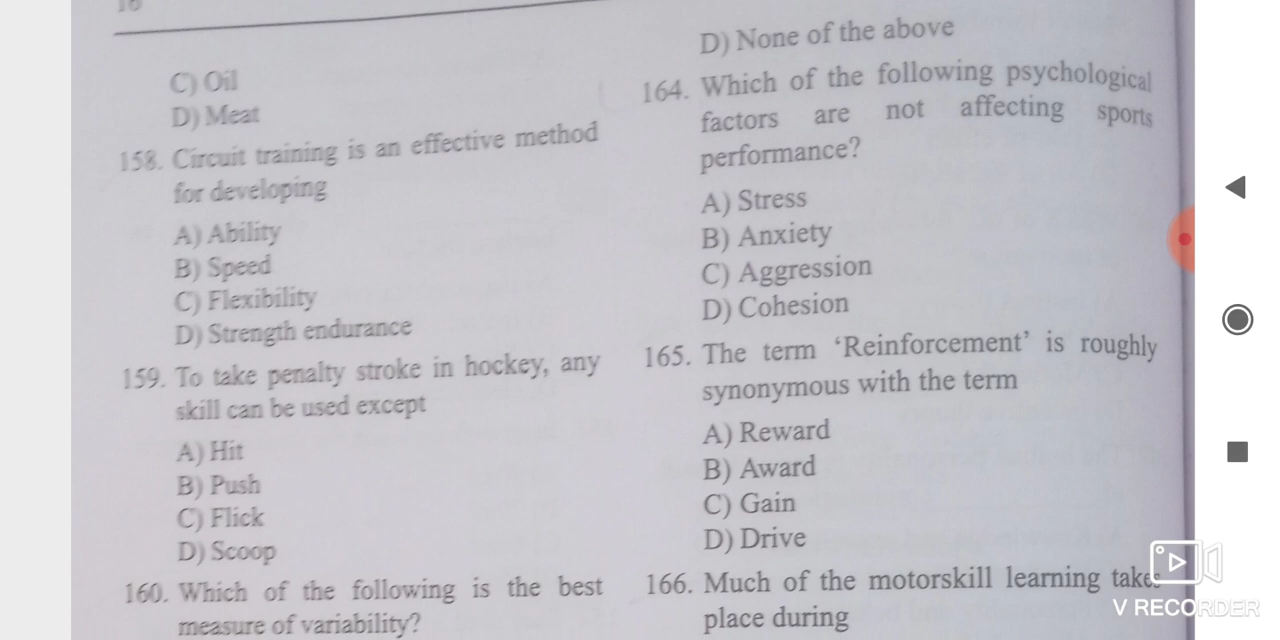 C) Oil
D) Meat
158. Circuit training is an effective method
for developing
A) Ability
B) Speed
C) Flexibility
D) Strength endurance
159. To take penalty stroke in hockey, any
skill can be used except
A) Hit
B) Push
C) Flick
D) Scoop
160. Which of the following is the best
measure of variability?
D) None of the above
164. Which of the following psychological
factors are not affecting sports
performance?
A) Stress
B) Anxiety
C) Aggression
D) Cohesion
165. The term ‘Reinforcement’ is roughly
synonymous with the term
A) Reward
B) Award
C) Gain
D) Drive
166. Much of the motorskill learning takes
place during
V RECORDER